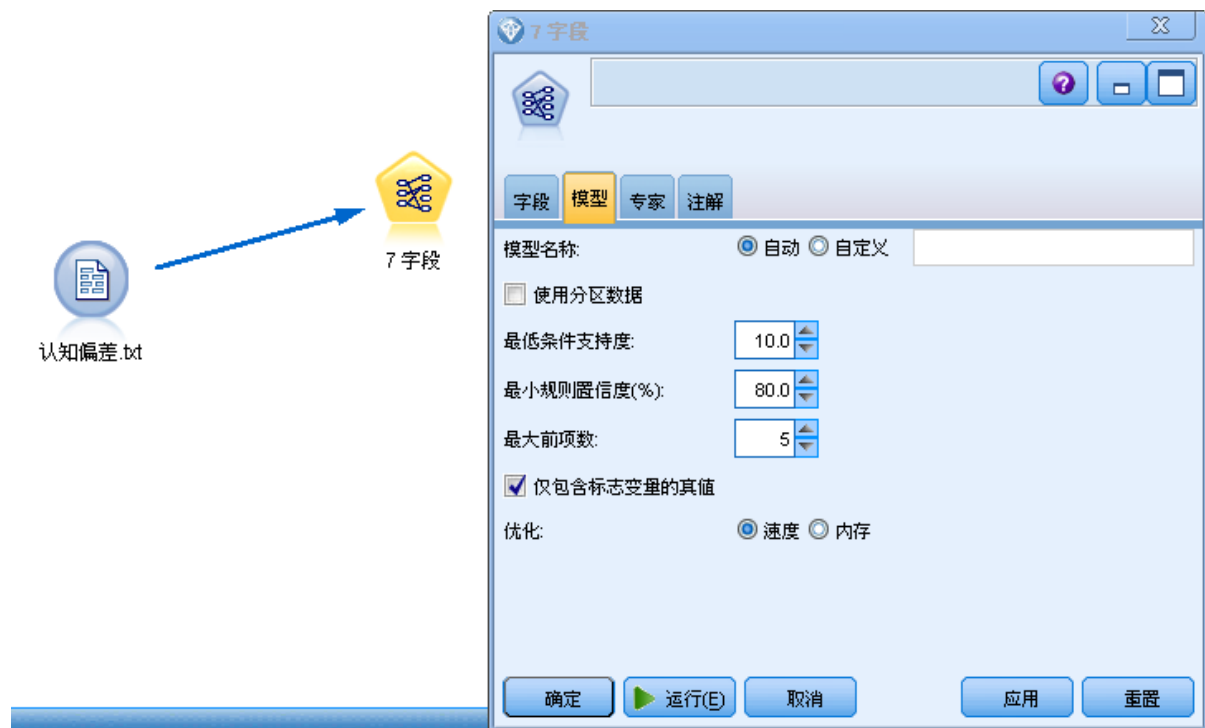 7 字段
字段 模型 专家 注解
模型名称: 自动 自定义
使用分区数据
最低条件支持度: 10.0
最小规则置信度(%): 80.0
最大前项数: 5
仅包含标志变量的真值
优化: 速度 内存
确定 运行(E) 取消 应用 重置
7 字段
认知偏差.txt